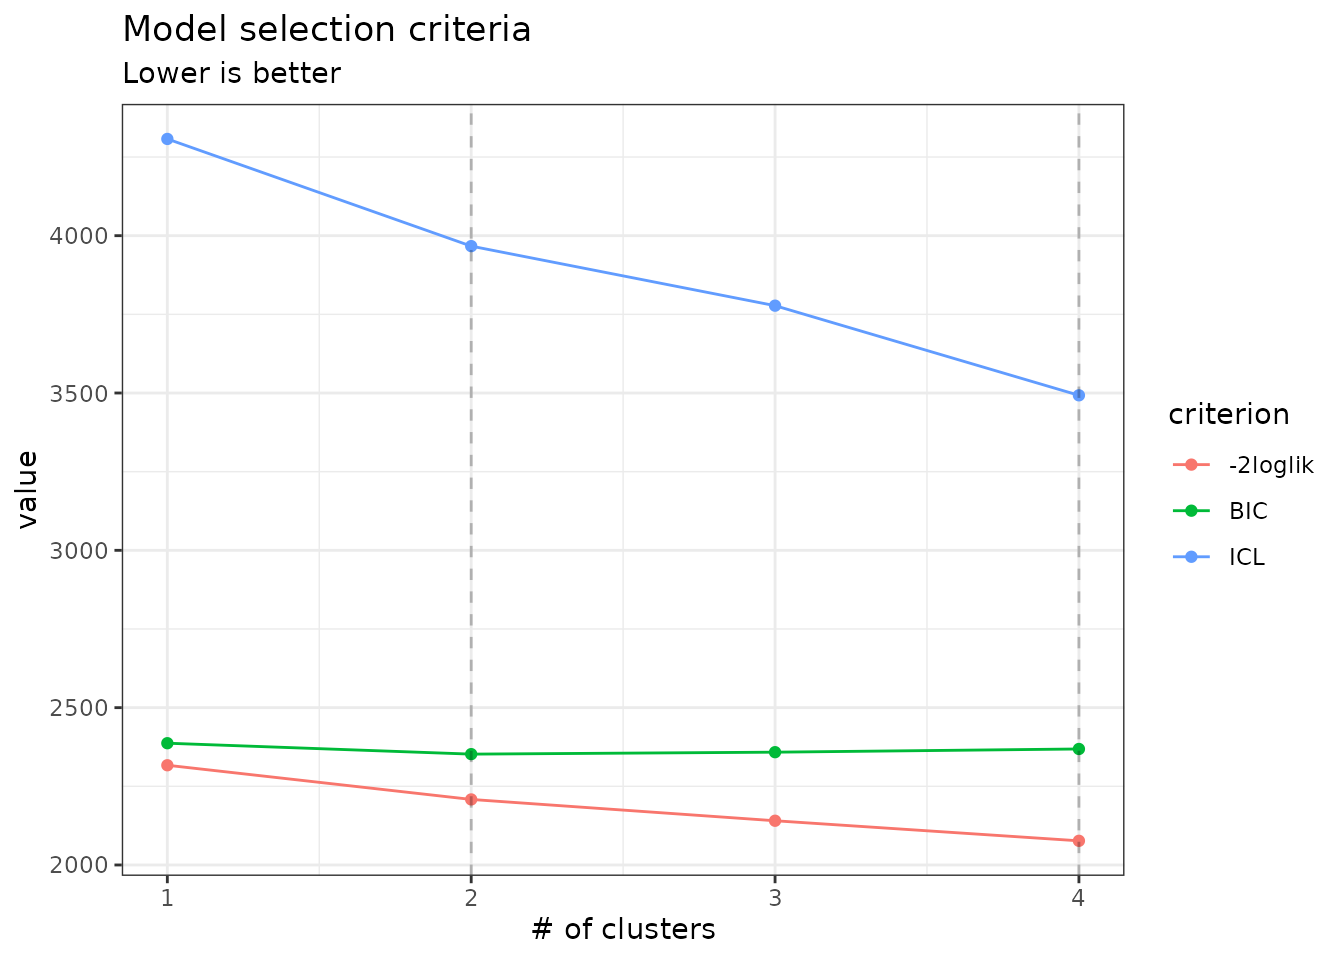 Model selection criteria
Lower is better
value
4000
3500
3000
2500
2000
1 2 3 4
# of clusters
criterion
-2loglik
BIC
ICL